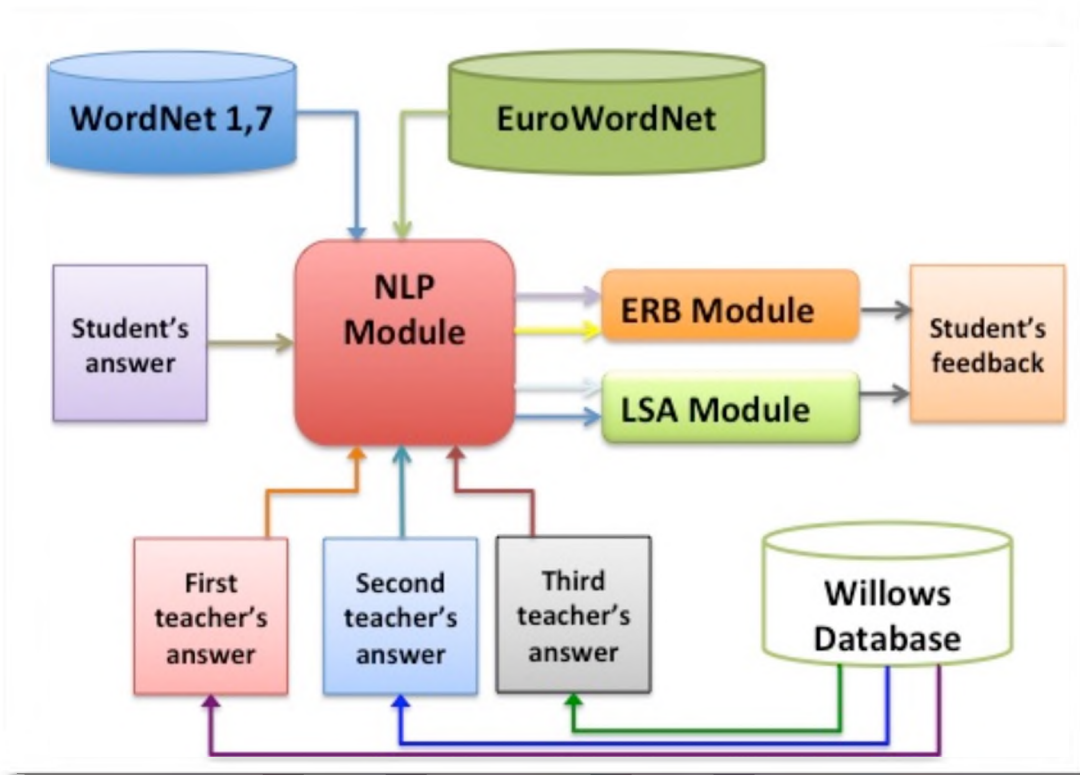 WordNet 1,7
EuroWordNet
NLP
Module
Student's
answer
ERB Module
LSA Module
Student's
feedback
First
teacher's
answer
Second
teacher's
answer
Third
teacher's
answer
Willows
Database